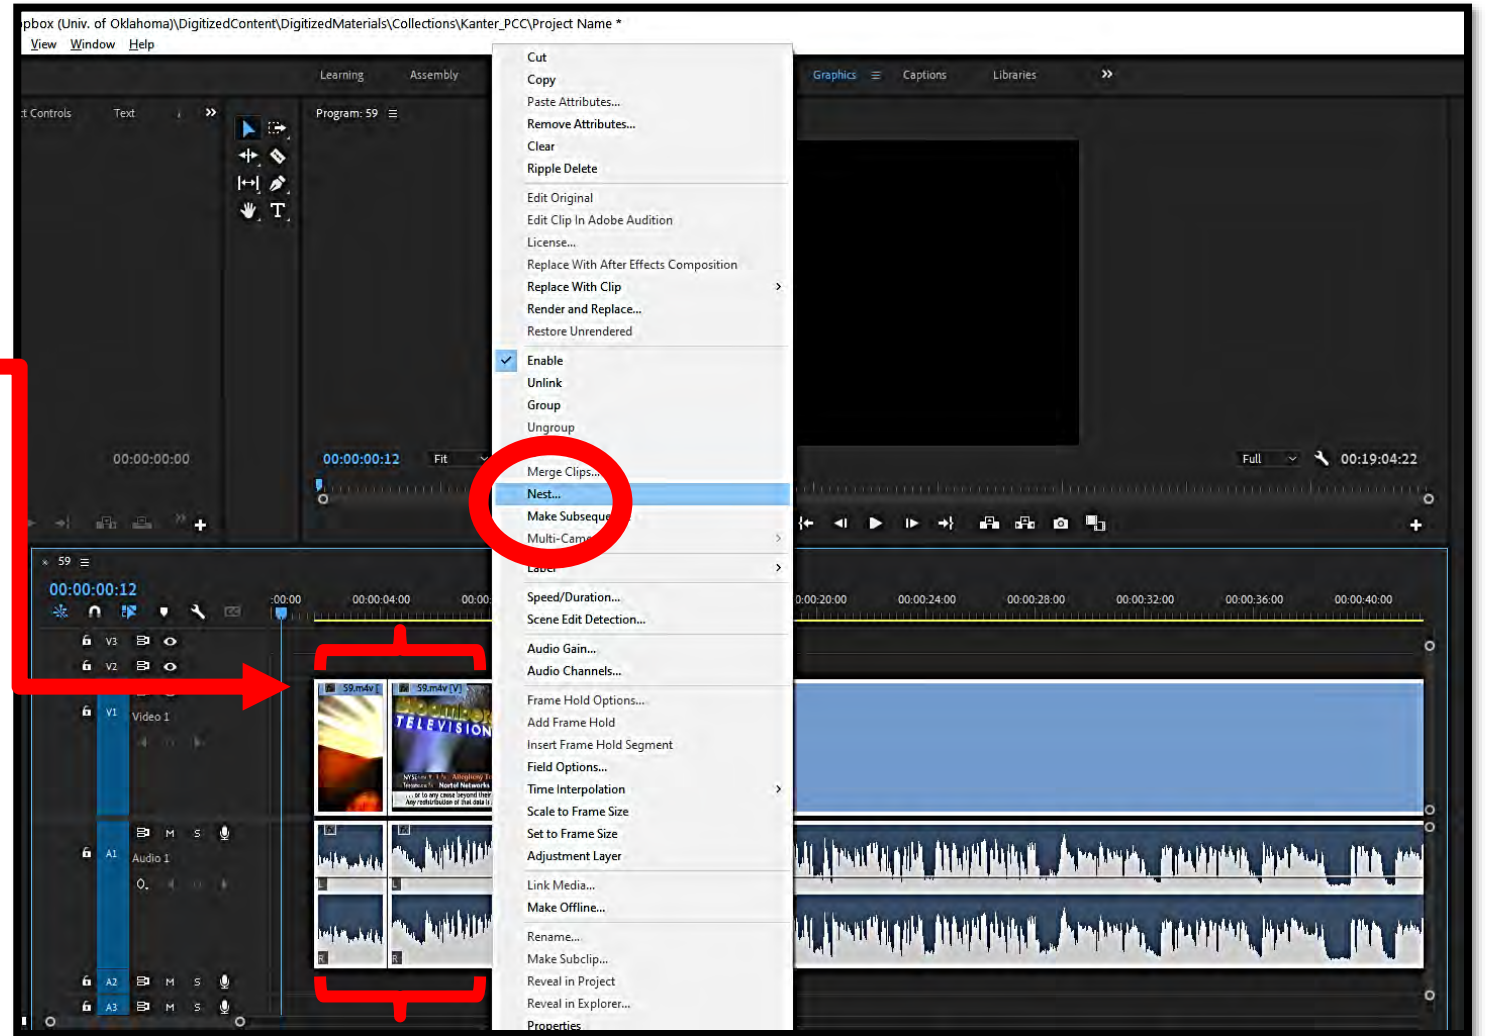 pbox (Univ. of Oklahoma)\DigitizedContent\DigitizedMaterials\Collections\Kanter_PCC\Project Name *
View Window Help
Learning Assembly Graphics Captions Libraries
t Controls Text Program: 59
Cut
Copy
Paste Attributes...
Remove Attributes...
Clear
Ripple Delete
Edit Original
Edit Clip In Adobe Audition
License...
Replace With After Effects Composition
Replace With Clip
Render and Replace...
Restore Unrendered
Enable
Unlink
Group
Ungroup
Merge Clips...
Nest...
Make Subseque
Multi-Came
Label
Speed/Duration...
Scene Edit Detection...
Audio Gain...
Audio Channels...
Frame Hold Options...
Add Frame Hold
Insert Frame Hold Segment
Field Options...
Time Interpolation
Scale to Frame Size
Set to Frame Size
Adjustment Layer
Link Media...
Make Offline...
Rename...
Make Subclip...
Reveal in Project
Reveal in Explorer...
Properties
00:00:00:00 00:00:00:12 Fit Full 00:19:04:22
59
00:00:00:12
:00:00 00:00:04:00 00:00: 0:00:20:00 00:00:24:00 00:00:28:00 00:00:32:00 00:00:36:00 00:00:40:00
V3
V2
V1 Video 1
59.m4v [ 59.m4v [V]
TELEVISION
Nortel Networks
M S
A1 Audio 1
L L
R R
A2 M S
A3 M S